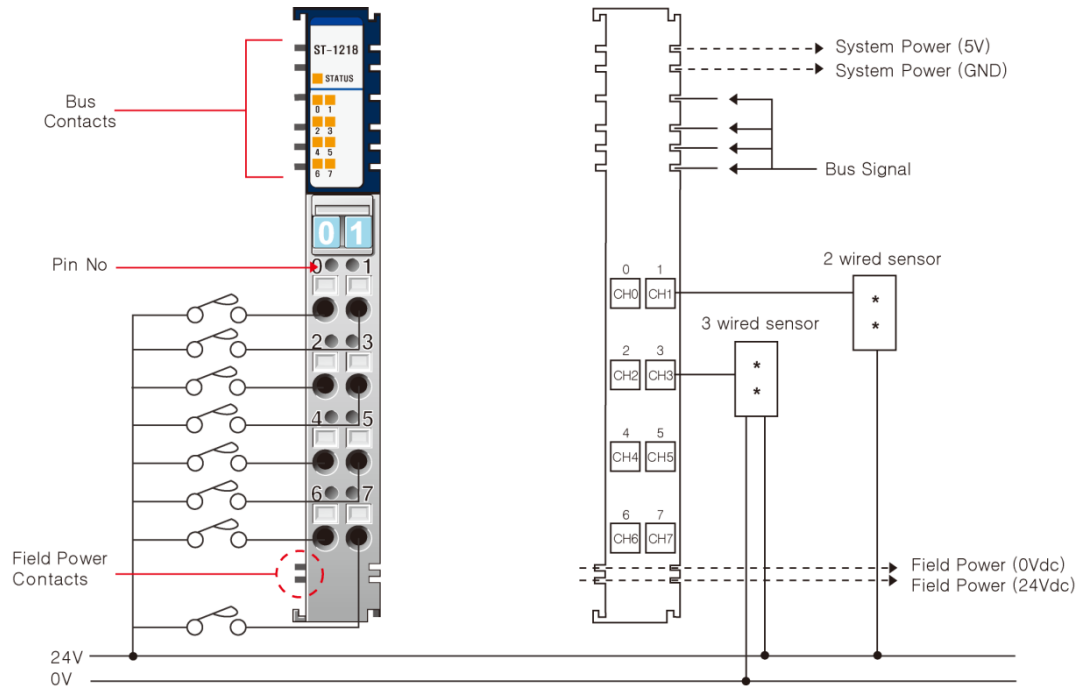 ST-1218
STATUS
0 1
2 3
4 5
6 7
Bus
Contacts
01
Pin No
0 1
2 3
4 5
6 7
Field Power
Contacts
24V
0V
System Power (5V)
System Power (GND)
Bus Signal
2 wired sensor
*
*
3 wired sensor
*
*
0 1
CH0 CH1
2 3
CH2 CH3
4 5
CH4 CH5
6 7
CH6 CH7
Field Power (0Vdc)
Field Power (24Vdc)